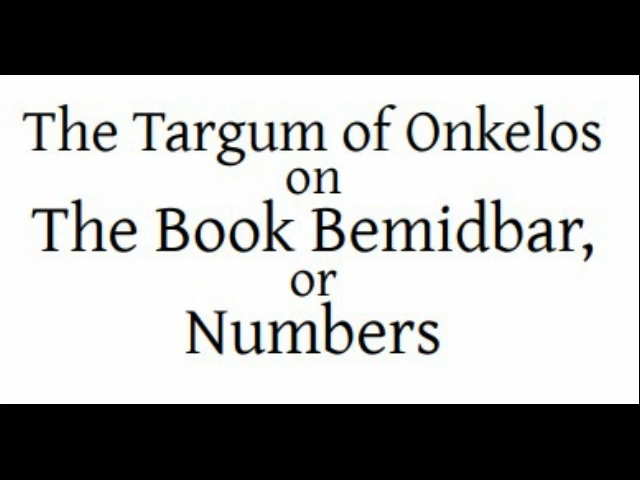 The Targum of Onkelos
on
The Book Bemidbar,
or
Numbers